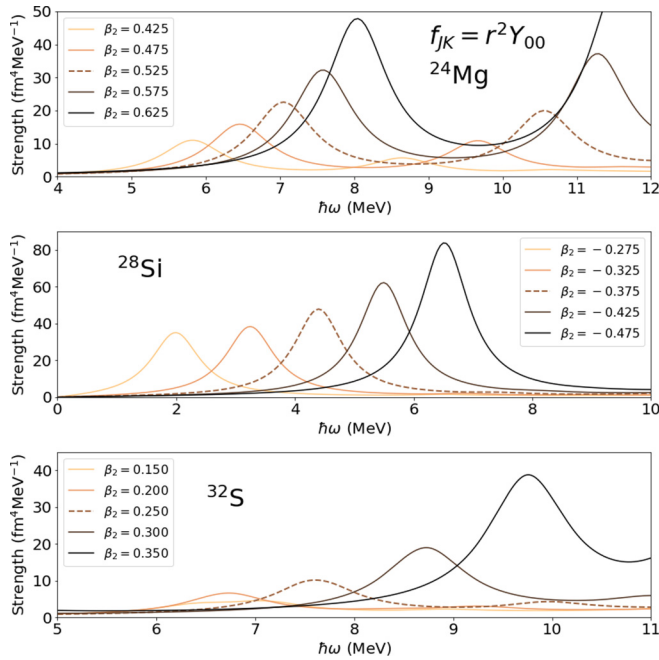 50
40
30
20
10
0
Strength (fm⁴MeV⁻¹)
β₂ = 0.425
β₂ = 0.475
β₂ = 0.525
β₂ = 0.575
β₂ = 0.625
f_{JK} = r²Y₀₀
²⁴Mg
4 5 6 7 8 9 10 11 12
ħω (MeV)
80
60
40
20
0
Strength (fm⁴MeV⁻¹)
²⁸Si
β₂ = −0.275
β₂ = −0.325
β₂ = −0.375
β₂ = −0.425
β₂ = −0.475
0 2 4 6 8 10
ħω (MeV)
40
30
20
10
0
Strength (fm⁴MeV⁻¹)
β₂ = 0.150
β₂ = 0.200
β₂ = 0.250
β₂ = 0.300
β₂ = 0.350
³²S
5 6 7 8 9 10 11
ħω (MeV)